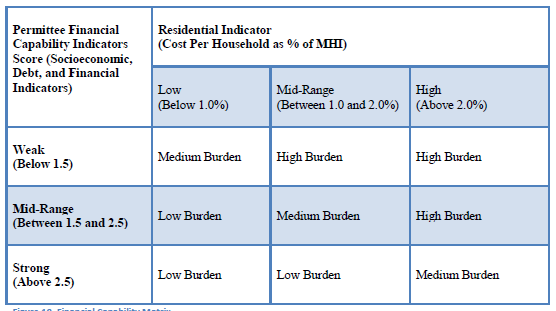 Permittee Financial
Capability Indicators
Score (Socioeconomic,
Debt, and Financial
Indicators)
Residential Indicator
(Cost Per Household as % of MHI)
Low
(Below 1.0%)
Mid-Range
(Between 1.0 and 2.0%)
High
(Above 2.0%)
Weak
(Below 1.5)
Medium Burden
High Burden
High Burden
Mid-Range
(Between 1.5 and 2.5)
Low Burden
Medium Burden
High Burden
Strong
(Above 2.5)
Low Burden
Low Burden
Medium Burden
Financial Capability Matrix